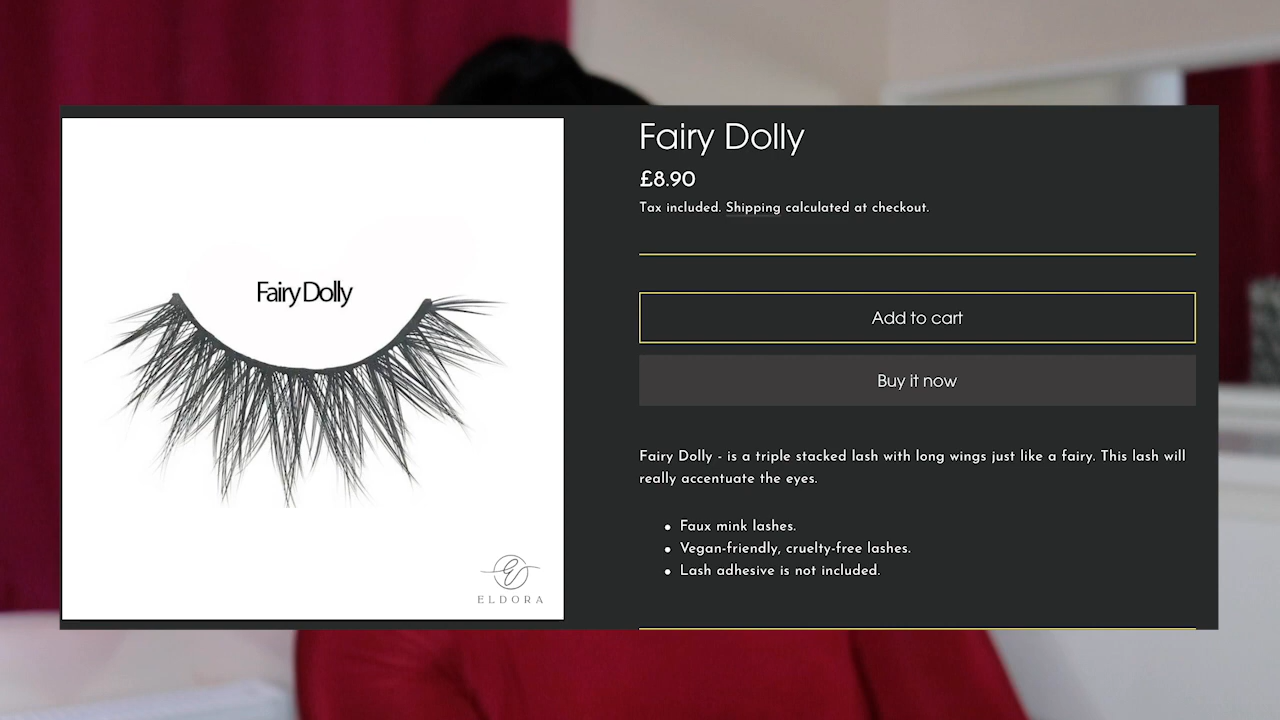 Fairy Dolly
£8.90
Tax included. Shipping calculated at checkout.
Fairy Dolly
Add to cart
Buy it now
Fairy Dolly - is a triple stacked lash with long wings just like a fairy. This lash will
really accentuate the eyes.
• Faux mink lashes.
• Vegan-friendly, cruelty-free lashes.
• Lash adhesive is not included.
ELDORA